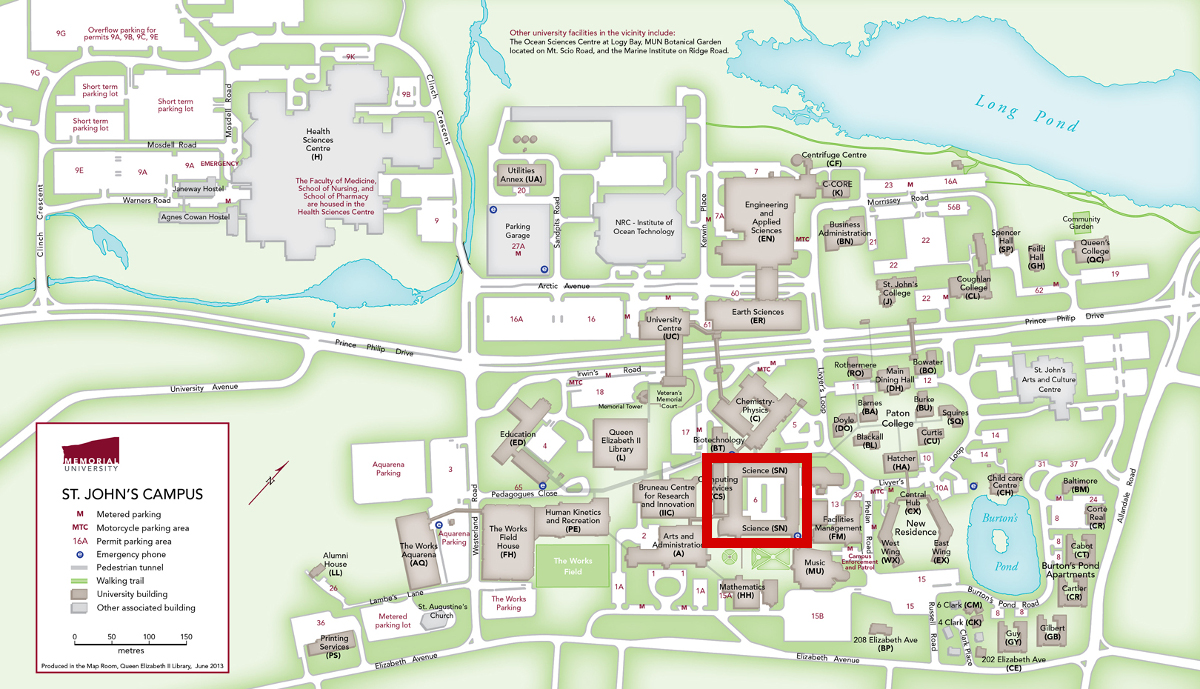 9G
Overflow parking for
permits 9A, 9B, 9C, 9E
9G
Short term
parking lot
Short term
parking lot
Short term
parking lot
Mosdell Road
Mosdell Road
9K
9B
Clinch Crescent
Clinch Crescent
Health
Sciences
Centre
(H)
The Faculty of Medicine,
School of Nursing, and
School of Pharmacy
are housed in the
Health Sciences Centre
9E
9A
9A
EMERGENCY
Janeway Hostel
M
Warners Road
Agnes Cowan Hostel
9
Other university facilities in the vicinity include:
The Ocean Sciences Centre at Logy Bay, MUN Botanical Garden
located on Mt. Scio Road, and the Marine Institute on Ridge Road.
Long Pond
Utilities
Annex (UA)
20
Parking
Garage
27A
M
Sandpits Road
NRC - Institute of
Ocean Technology
Kerwin Place
M
7A
7
Engineering
and
Applied
Sciences
(EN)
MTC
Centrifuge Centre
(CF)
C-CORE
(K)
23
M
16A
Morrissey Road
56B
Business
Administration
(BN)
21
22
22
Spencer
Hall
(SP)
Feild
Hall
(GH)
Community
Garden
Queen's
College
(QC)
19
Coughlan
College
(CL)
62
M
St. John's
College
(J)
22
M
Arctic Avenue
16A
16
M
M
60
61
University
Centre
(UC)
Earth Sciences
(ER)
Prince Philip Drive
Prince Philip Drive
University Avenue
Irwin's Road
M
MTC
18
Memorial Tower
Veteran's
Memorial
Court
M
MTC
Livyer's Loop
Chemistry-
Physics
(C)
5
17
M
Biotechnology
(BT)
Education
(ED)
4
Queen
Elizabeth II
Library
(L)
65
Pedagogues Close
Rothermere
(RO)
Bowater
(BO)
Main
Dining Hall
(DH)
11
12
Barnes
(BA)
Burke
(BU)
Squires
(SQ)
Paton
College
Doyle
(DO)
Blackall
(BL)
Curtis
(CU)
Hatcher
(HA)
10
14
14
St. John's
Arts and Culture
Centre
Livyer's
Loop
10A
Child care
Centre
(CH)
31
37
Baltimore
(BM)
M
24
Corte
Real
(CR)
8
8
Allandale Road
Cabot
(CT)
Burton's Pond
Apartments
Cartier
(CR)
Burton's
Pond
Science (SN)
Computing
Services
(CS)
6
Science (SN)
Bruneau Centre
for Research
and Innovation
(IIC)
2
Arts and
Administration
(A)
13
30
MTC
M
M
Phelan Road
Facilities
Management
(FM)
Campus
Enforcement
and Patrol
M
Central
Hub
(CX)
New
Residence
West
Wing
(WX)
East
Wing
(EX)
Music
(MU)
Mathematics
(HH)
15A
1A
1
1
1A
M
M
15
15
15B
208 Elizabeth Ave
(BP)
Russell Road
6 Clark (CM)
4 Clark (CK)
Clark Place
202 Elizabeth Ave
(CE)
Burton's Pond Road
8
8
Guy
(GY)
Gilbert
(GB)
8
Elizabeth Avenue
Elizabeth Avenue
Aquarena
Parking
3
Westerland Road
Aquarena
Parking
The Works
Aquarena
(AQ)
The Works
Field
House
(FH)
Human Kinetics
and Recreation
(PE)
The Works
Field
The Works
Parking
Alumni
House
(LL)
26
Lambe's Lane
Metered
parking lot
St. Augustine's
Church
36
Printing
Services
(PS)
MEMORIAL
UNIVERSITY
ST. JOHN'S CAMPUS
M Metered parking
MTC Motorcycle parking area
16A Permit parking area
Emergency phone
Pedestrian tunnel
Walking trail
University building
Other associated building
0 50 100 150
metres
Produced in the Map Room, Queen Elizabeth II Library, June 2013